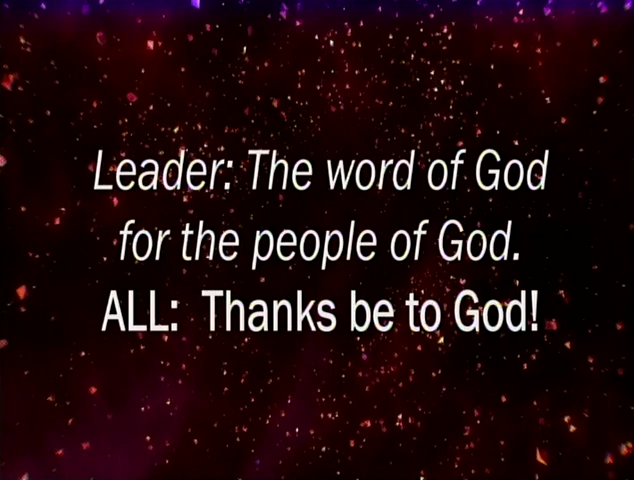 Leader: The word of God
for the people of God.
ALL: Thanks be to God!